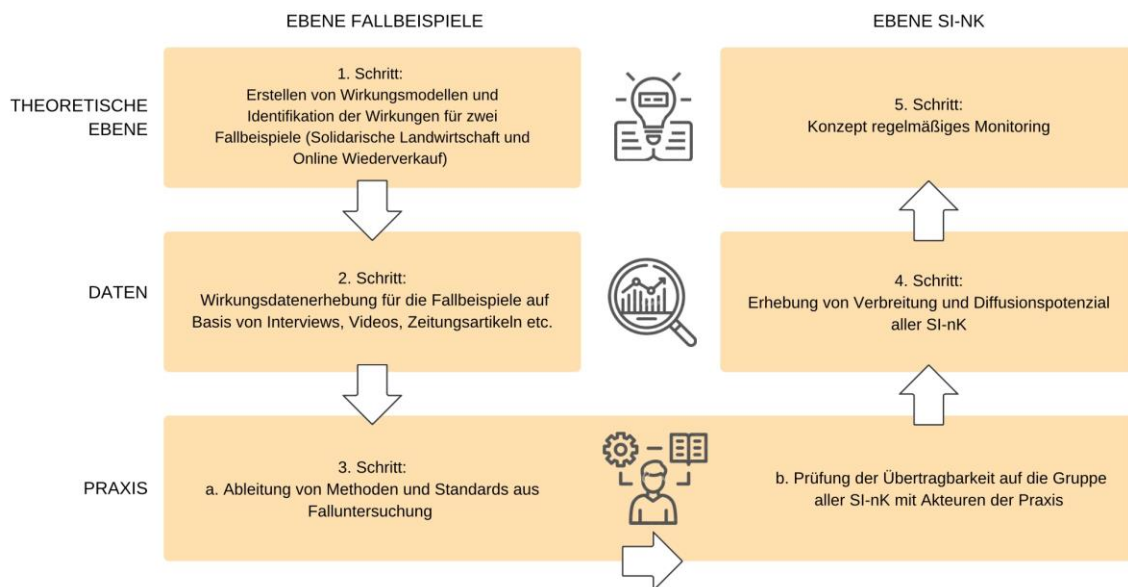 EBENE FALLBEISPIELE
EBENE SI-NK
THEORETISCHE
EBENE
1. Schritt:
Erstellen von Wirkungsmodellen und
Identifikation der Wirkungen für zwei
Fallbeispiele (Solidarische Landwirtschaft und
Online Wiederverkauf)
5. Schritt:
Konzept regelmäßiges Monitoring
DATEN
2. Schritt:
Wirkungsdatenerhebung für die Fallbeispiele auf
Basis von Interviews, Videos, Zeitungsartikeln etc.
4. Schritt:
Erhebung von Verbreitung und Diffusionspotenzial
aller SI-nK
PRAXIS
3. Schritt:
a. Ableitung von Methoden und Standards aus
Falluntersuchung
b. Prüfung der Übertragbarkeit auf die Gruppe
aller SI-nK mit Akteuren der Praxis